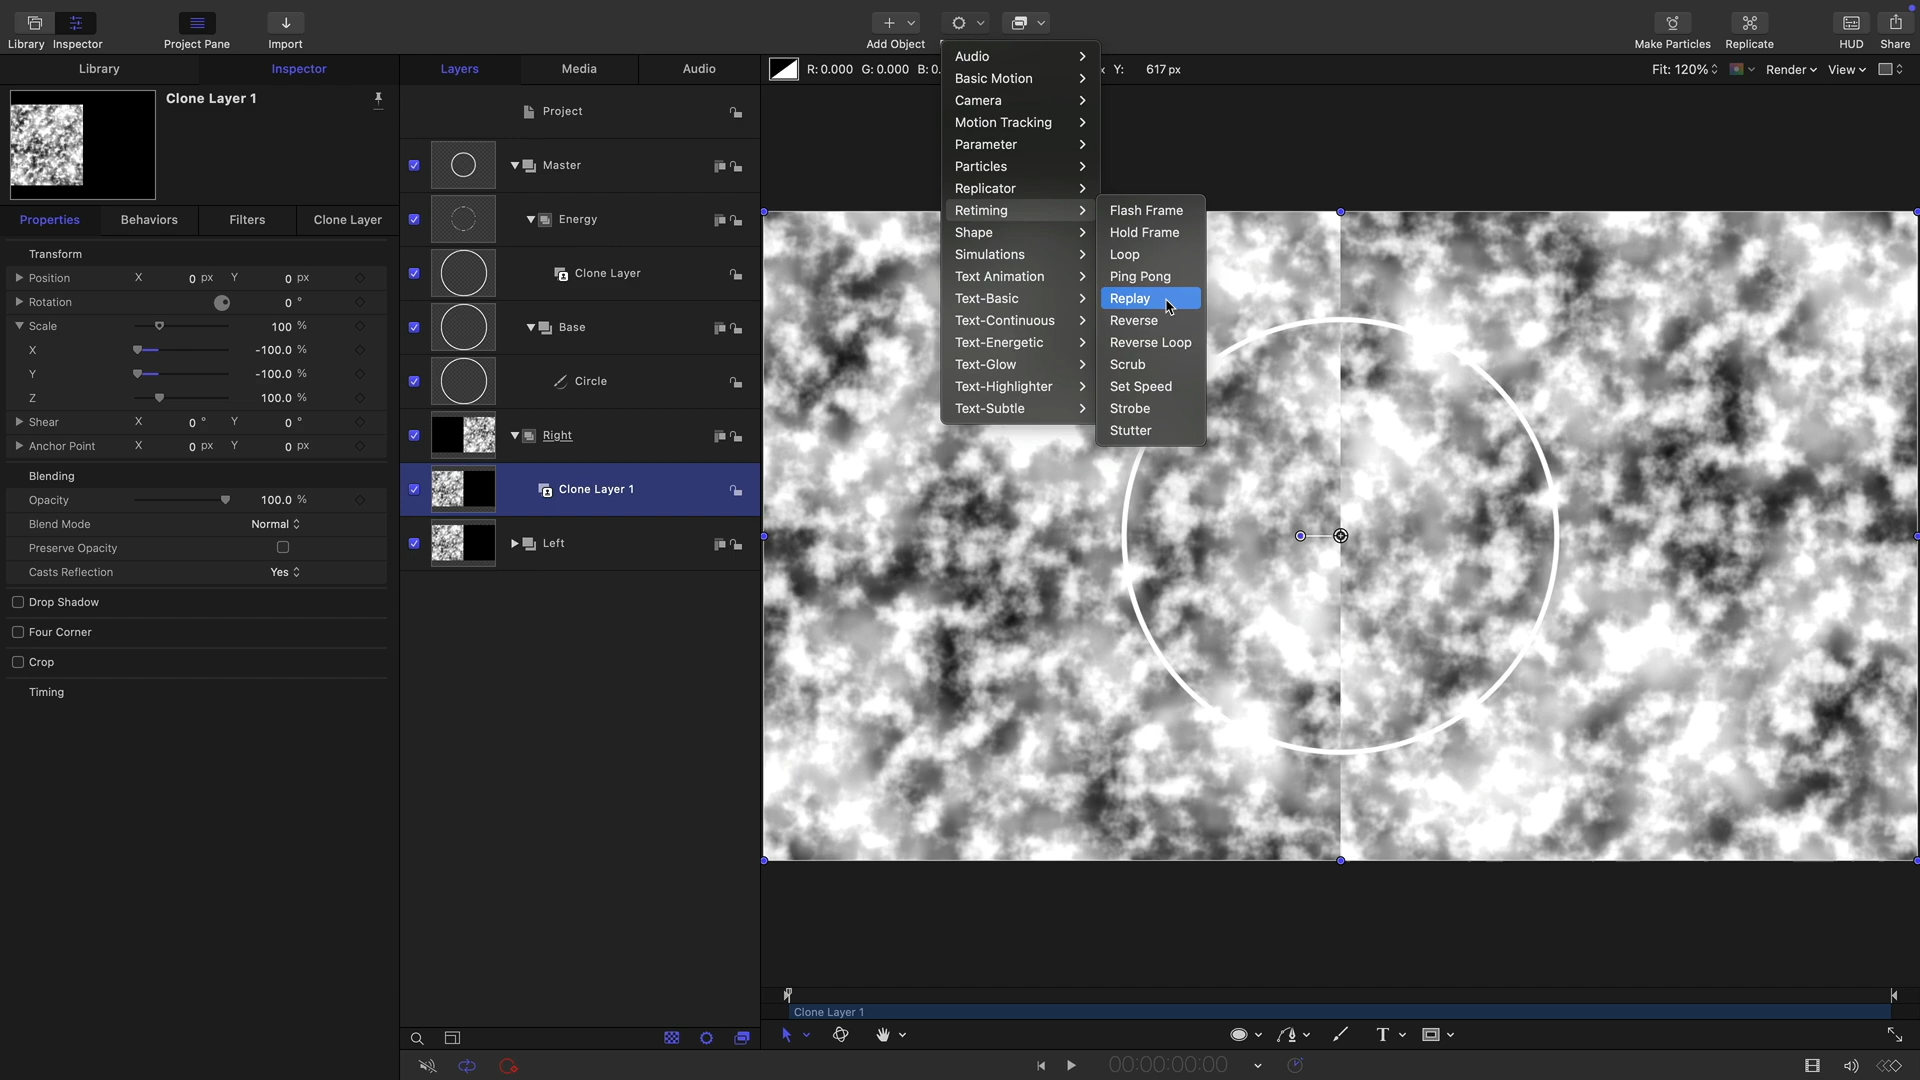 Library
Inspector
Project Pane
Import
Add Object
Make Particles
Replicate
HUD
Share
Library
Inspector
Layers
Media
Audio
R: 0.000 G: 0.000 B: 0.
Y: 617 px
Fit: 120%
Render
View
Clone Layer 1
Properties
Behaviors
Filters
Clone Layer
Transform
Position X 0 px Y 0 px
Rotation 0 °
Scale 100 %
X -100.0 %
Y -100.0 %
Z 100.0 %
Shear X 0 ° Y 0 °
Anchor Point X 0 px Y 0 px
Blending
Opacity 100.0 %
Blend Mode Normal
Preserve Opacity
Casts Reflection Yes
Drop Shadow
Four Corner
Crop
Timing
Project
Master
Energy
Clone Layer
Base
Circle
Right
Clone Layer 1
Left
Audio
Basic Motion
Camera
Motion Tracking
Parameter
Particles
Replicator
Retiming
Shape
Simulations
Text Animation
Text-Basic
Text-Continuous
Text-Energetic
Text-Glow
Text-Highlighter
Text-Subtle
Flash Frame
Hold Frame
Loop
Ping Pong
Replay
Reverse
Reverse Loop
Scrub
Set Speed
Strobe
Stutter
Clone Layer 1
T
00:00:00:00